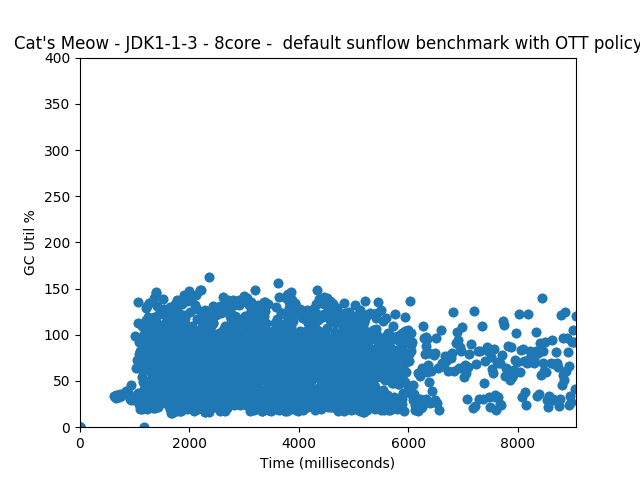 Cat's Meow - JDK1-1-3 - 8core -  default sunflow benchmark with OTT policy
400
350
300
250
200
150
100
50
0
GC Util %
0 2000 4000 6000 8000
Time (milliseconds)